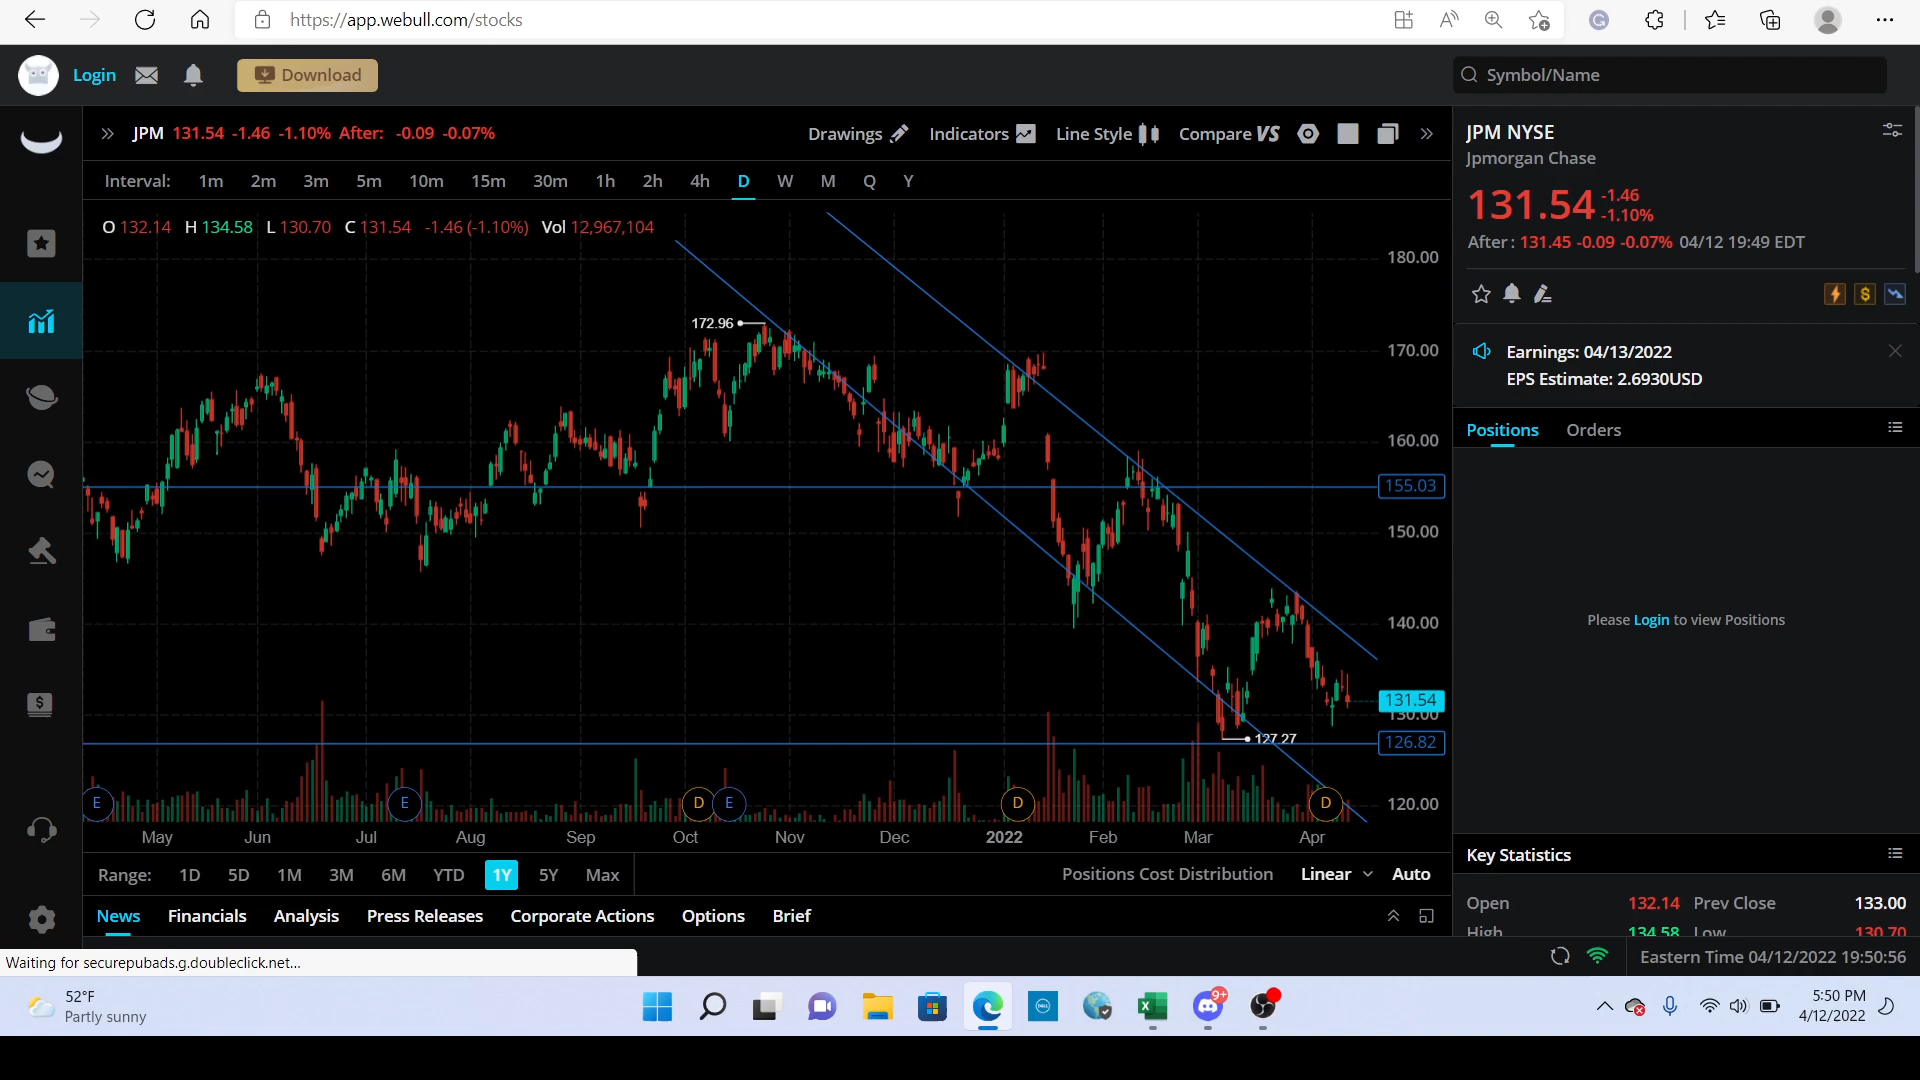 https://app.webull.com/stocks
Login
Download
Symbol/Name
JPM 131.54 -1.46 -1.10% After: -0.09 -0.07%
Drawings Indicators Line Style Compare VS
Interval: 1m 2m 3m 5m 10m 15m 30m 1h 2h 4h D W M Q Y
O 132.14 H 134.58 L 130.70 C 131.54 -1.46 (-1.10%) Vol 12,967,104
180.00
172.96
170.00
160.00
155.03
150.00
140.00
131.54
130.00
127.27
126.82
120.00
E E D E D D
May Jun Jul Aug Sep Oct Nov Dec 2022 Feb Mar Apr
Range: 1D 5D 1M 3M 6M YTD 1Y 5Y Max
Positions Cost Distribution Linear Auto
News Financials Analysis Press Releases Corporate Actions Options Brief
JPM NYSE
Jpmorgan Chase
131.54 -1.46
-1.10%
After: 131.45 -0.09 -0.07% 04/12 19:49 EDT
Earnings: 04/13/2022
EPS Estimate: 2.6930USD
Positions Orders
Please Login to view Positions
Key Statistics
Open 132.14 Prev Close 133.00
High 134.58 Low 130.70
Waiting for securepubads.g.doubleclick.net...
Eastern Time 04/12/2022 19:50:56
52°F
Partly sunny
9+
5:50 PM
4/12/2022